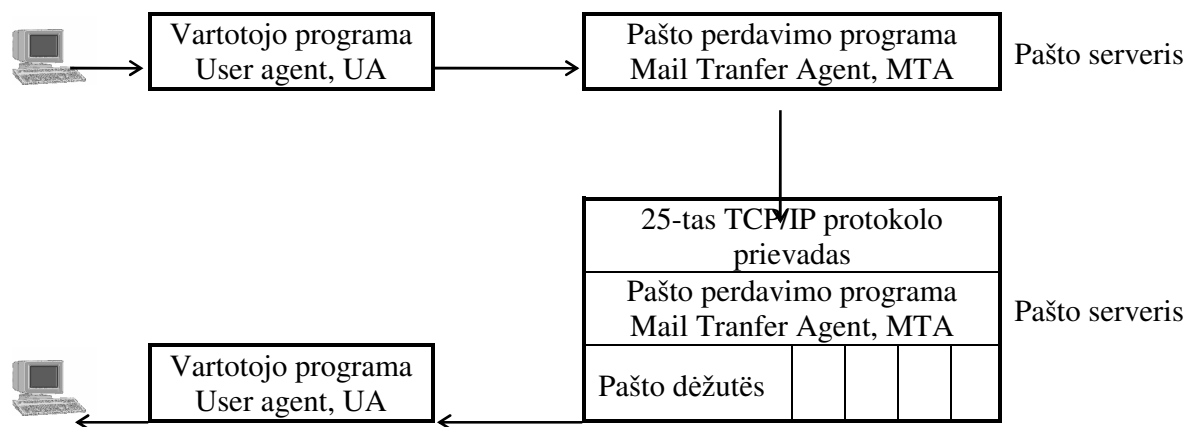 Vartotojo programa
User agent, UA
Pašto perdavimo programa
Mail Tranfer Agent, MTA
Pašto serveris
25-tas TCP/IP protokolo
prievadas
Pašto perdavimo programa
Mail Tranfer Agent, MTA
Pašto serveris
Pašto dėžutės
Vartotojo programa
User agent, UA